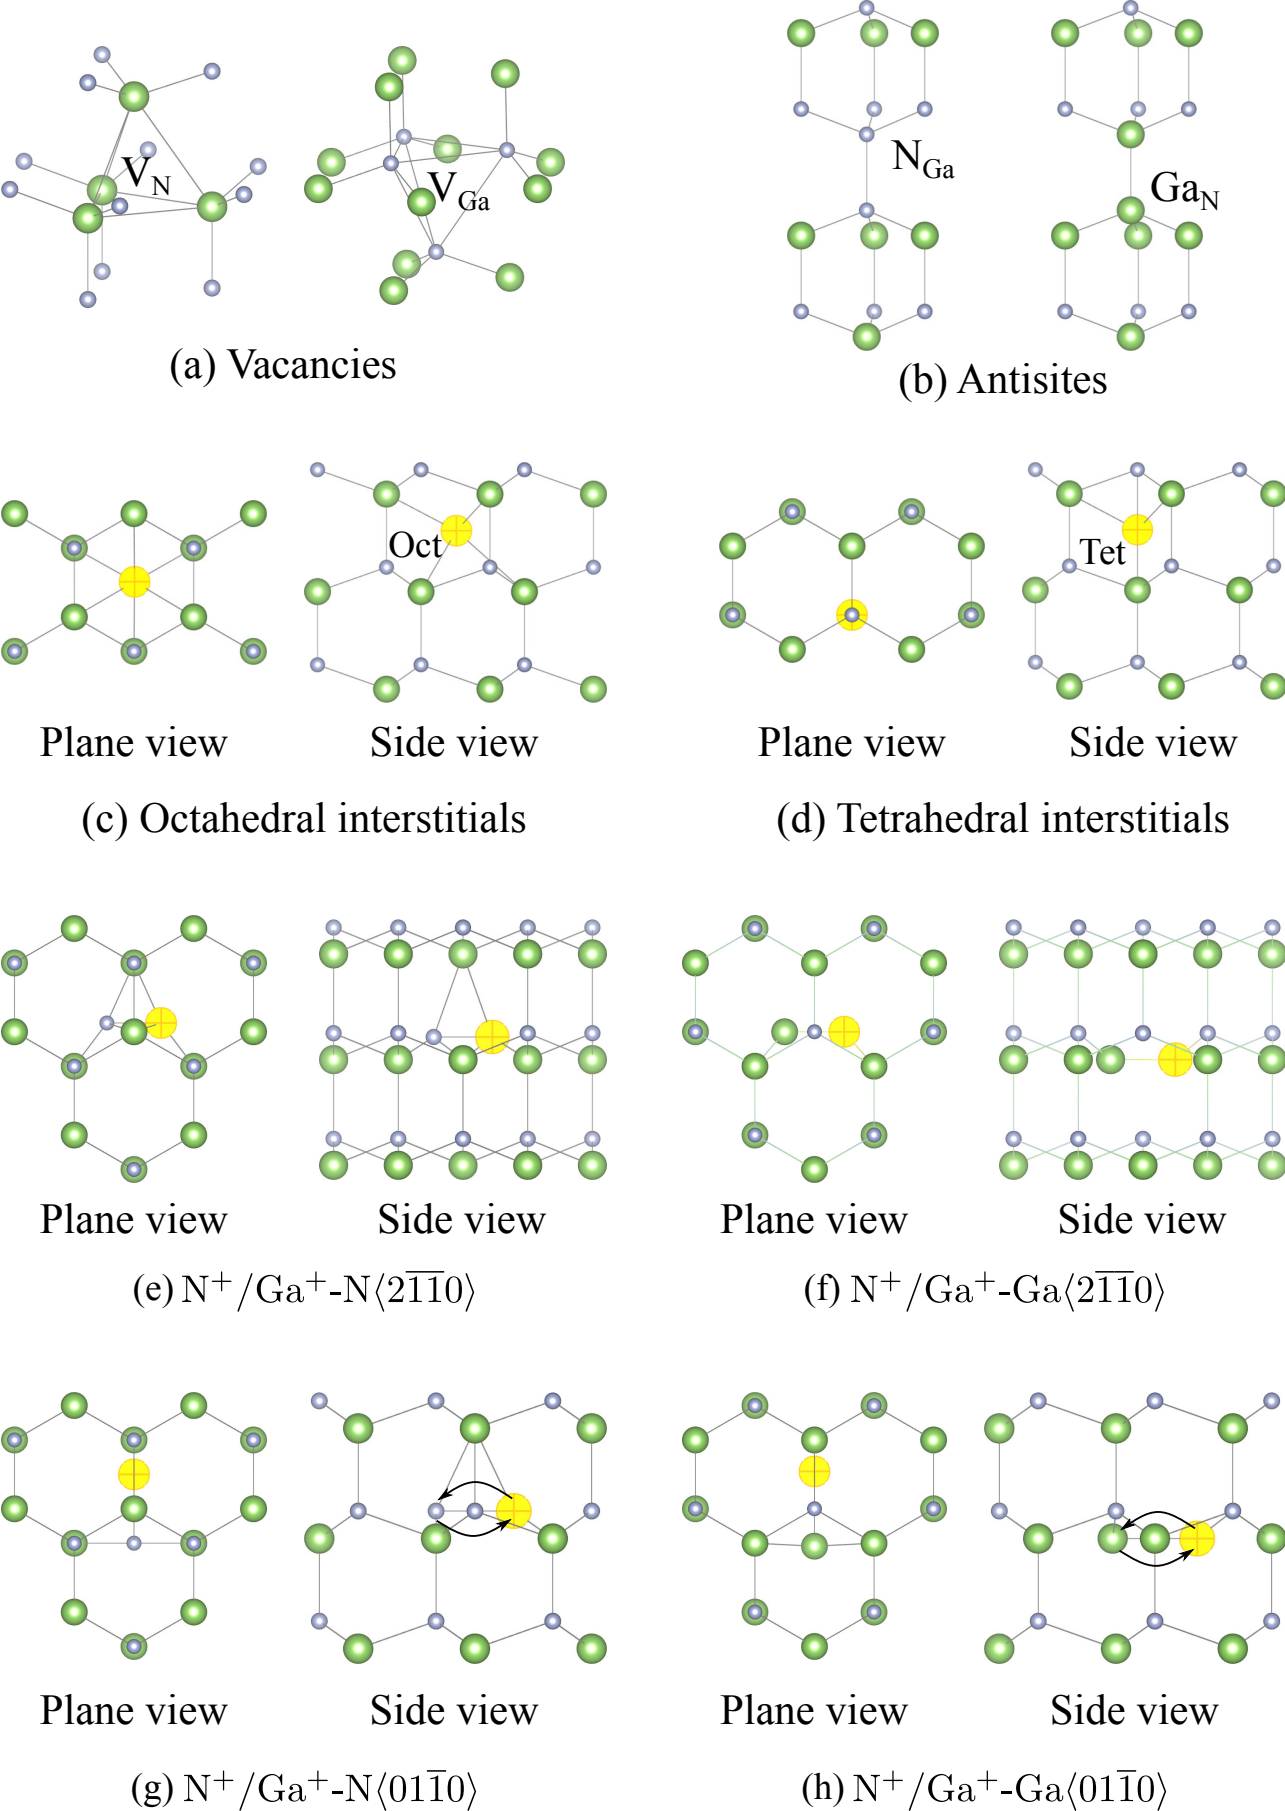 V_N V_Ga
N_Ga
Ga_N
(a) Vacancies
(b) Antisites
Oct
Tet
Plane view Side view Plane view Side view
(c) Octahedral interstitials (d) Tetrahedral interstitials
Plane view Side view Plane view Side view
(e) N⁺/Ga⁺-N⟨21̅1̅0⟩ (f) N⁺/Ga⁺-Ga⟨21̅1̅0⟩
Plane view Side view Plane view Side view
(g) N⁺/Ga⁺-N⟨011̅0⟩ (h) N⁺/Ga⁺-Ga⟨011̅0⟩